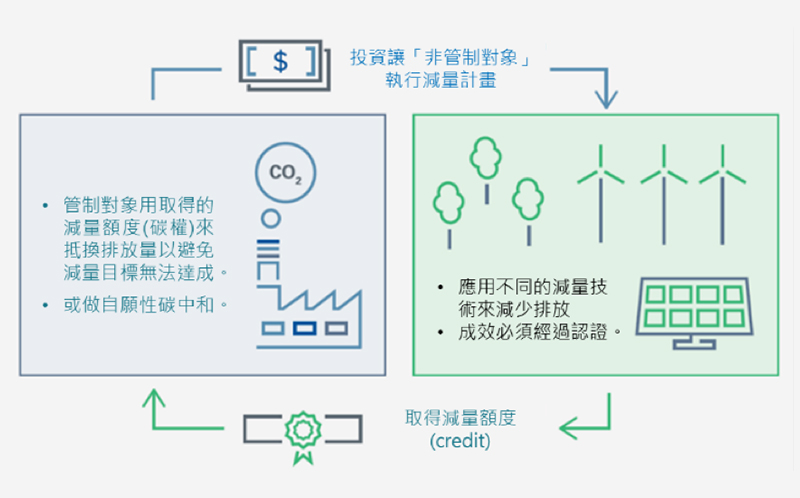 $
投資讓「非管制對象」
執行減量計畫
CO2
• 管制對象用取得的
減量額度(碳權)來
抵換排放量以避免
減量目標無法達成。
• 或做自願性碳中和。
• 應用不同的減量技
術來減少排放
• 成效必須經過認證。
取得減量額度
(credit)